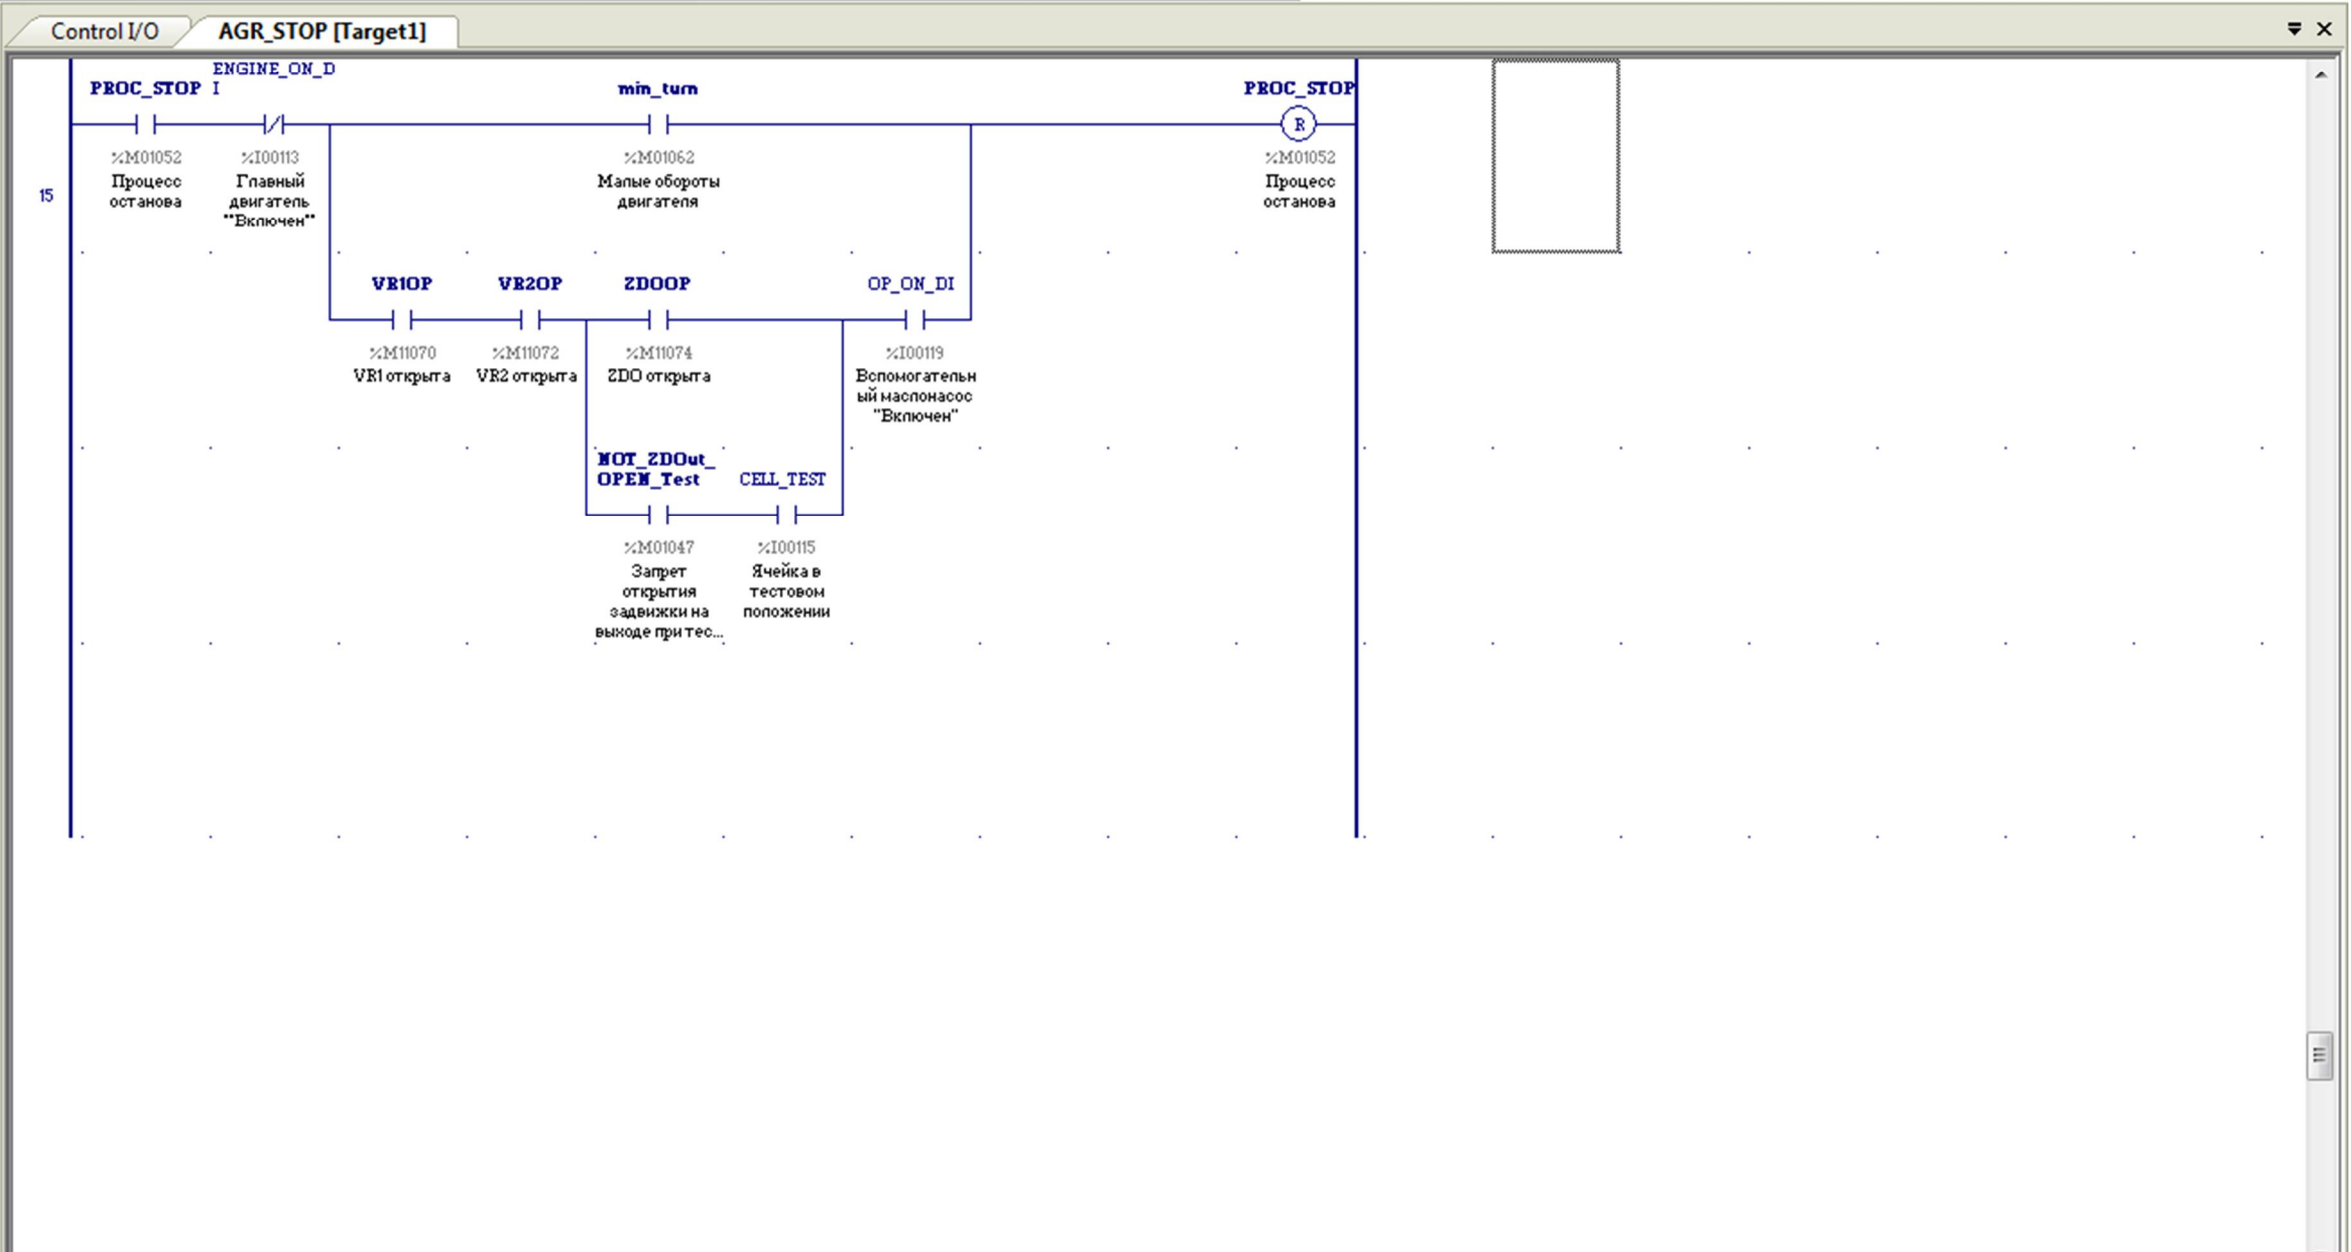 Control I/O
AGR_STOP [Target1]
ENGINE_ON_D
PROC_STOP I min_turn PROC_STOP
R
%M01052 %I00113 %M01062 %M01052
Процесс Главный Малые обороты Процесс
15
останова двигатель двигателя останова
""Включен""
VR1OP VR2OP ZDOOP OP_ON_DI
%M11070 %M11072 %M11074 %I00119
VR1 открыта VR2 открыта ZDO открыта Вспомогательн
ый маслонасос
"Включен"
NOT_ZDOut_
OPEN_Test CELL_TEST
%M01047 %I00115
Запрет Ячейка в
открытия тестовом
задвижки на положении
выходе при тес...